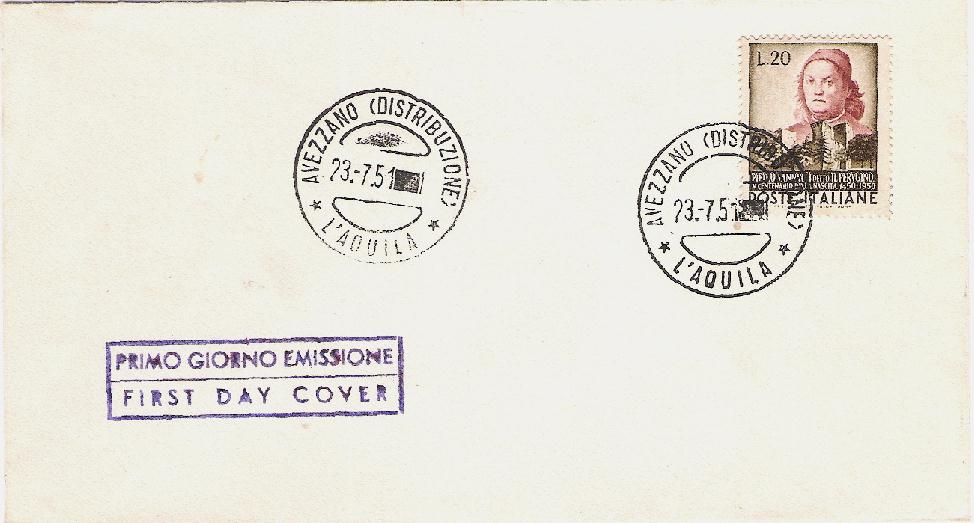 L.20
PIETRO VANNUCCI DETTO IL PERUGINO
V CENTENARIO DELLA NASCITA 1450-1950
POSTE ITALIANE
AVEZZANO (DISTRIBUZIONE)
23.-7.51
★ L'AQUILA ★
AVEZZANO (DISTRIBUZIONE)
23.-7.51
★ L'AQUILA ★
PRIMO GIORNO EMISSIONE
FIRST DAY COVER